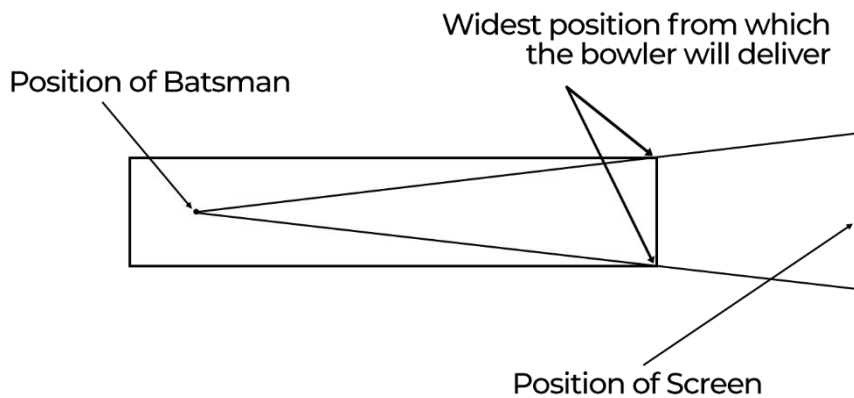 Widest position from which
the bowler will deliver
Position of Batsman
Position of Screen